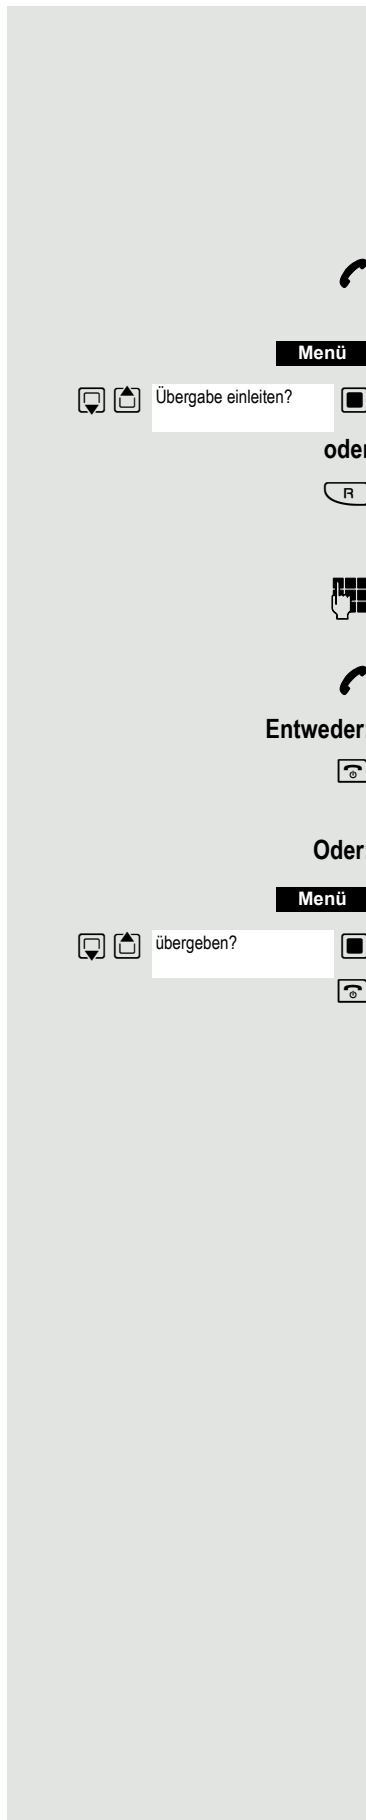 Menü
Übergabe einleiten?
oder
R
Entweder:
Oder:
Menü
übergeben?